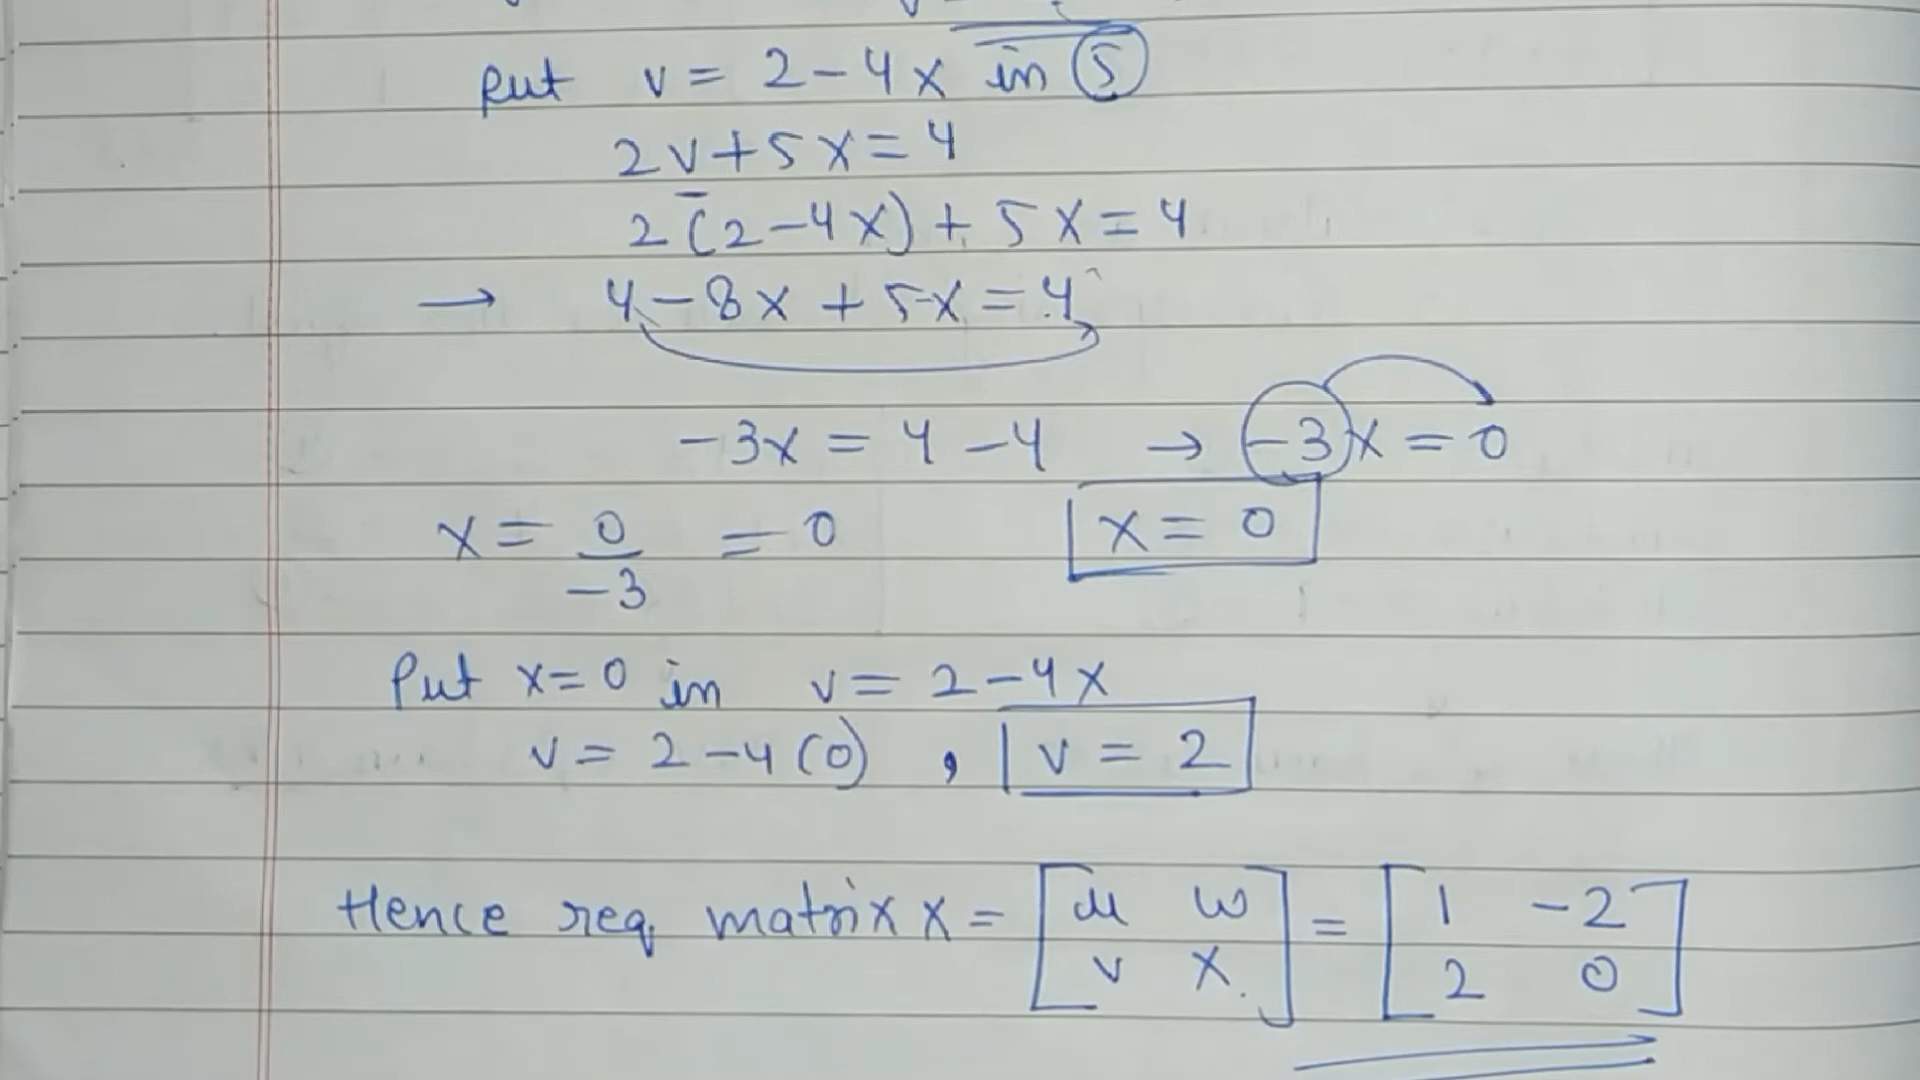 Put v = 2 - 4x in ⑤
2v + 5x = 4
2(2 - 4x) + 5x = 4
→ 4 - 8x + 5x = 4
-3x = 4 - 4 → -3x = 0
x = 0/-3 = 0 x = 0
Put x = 0 in v = 2 - 4x
v = 2 - 4(0) , v = 2
Hence req. matrix x = [u w
v x] = [1 -2
2 0]